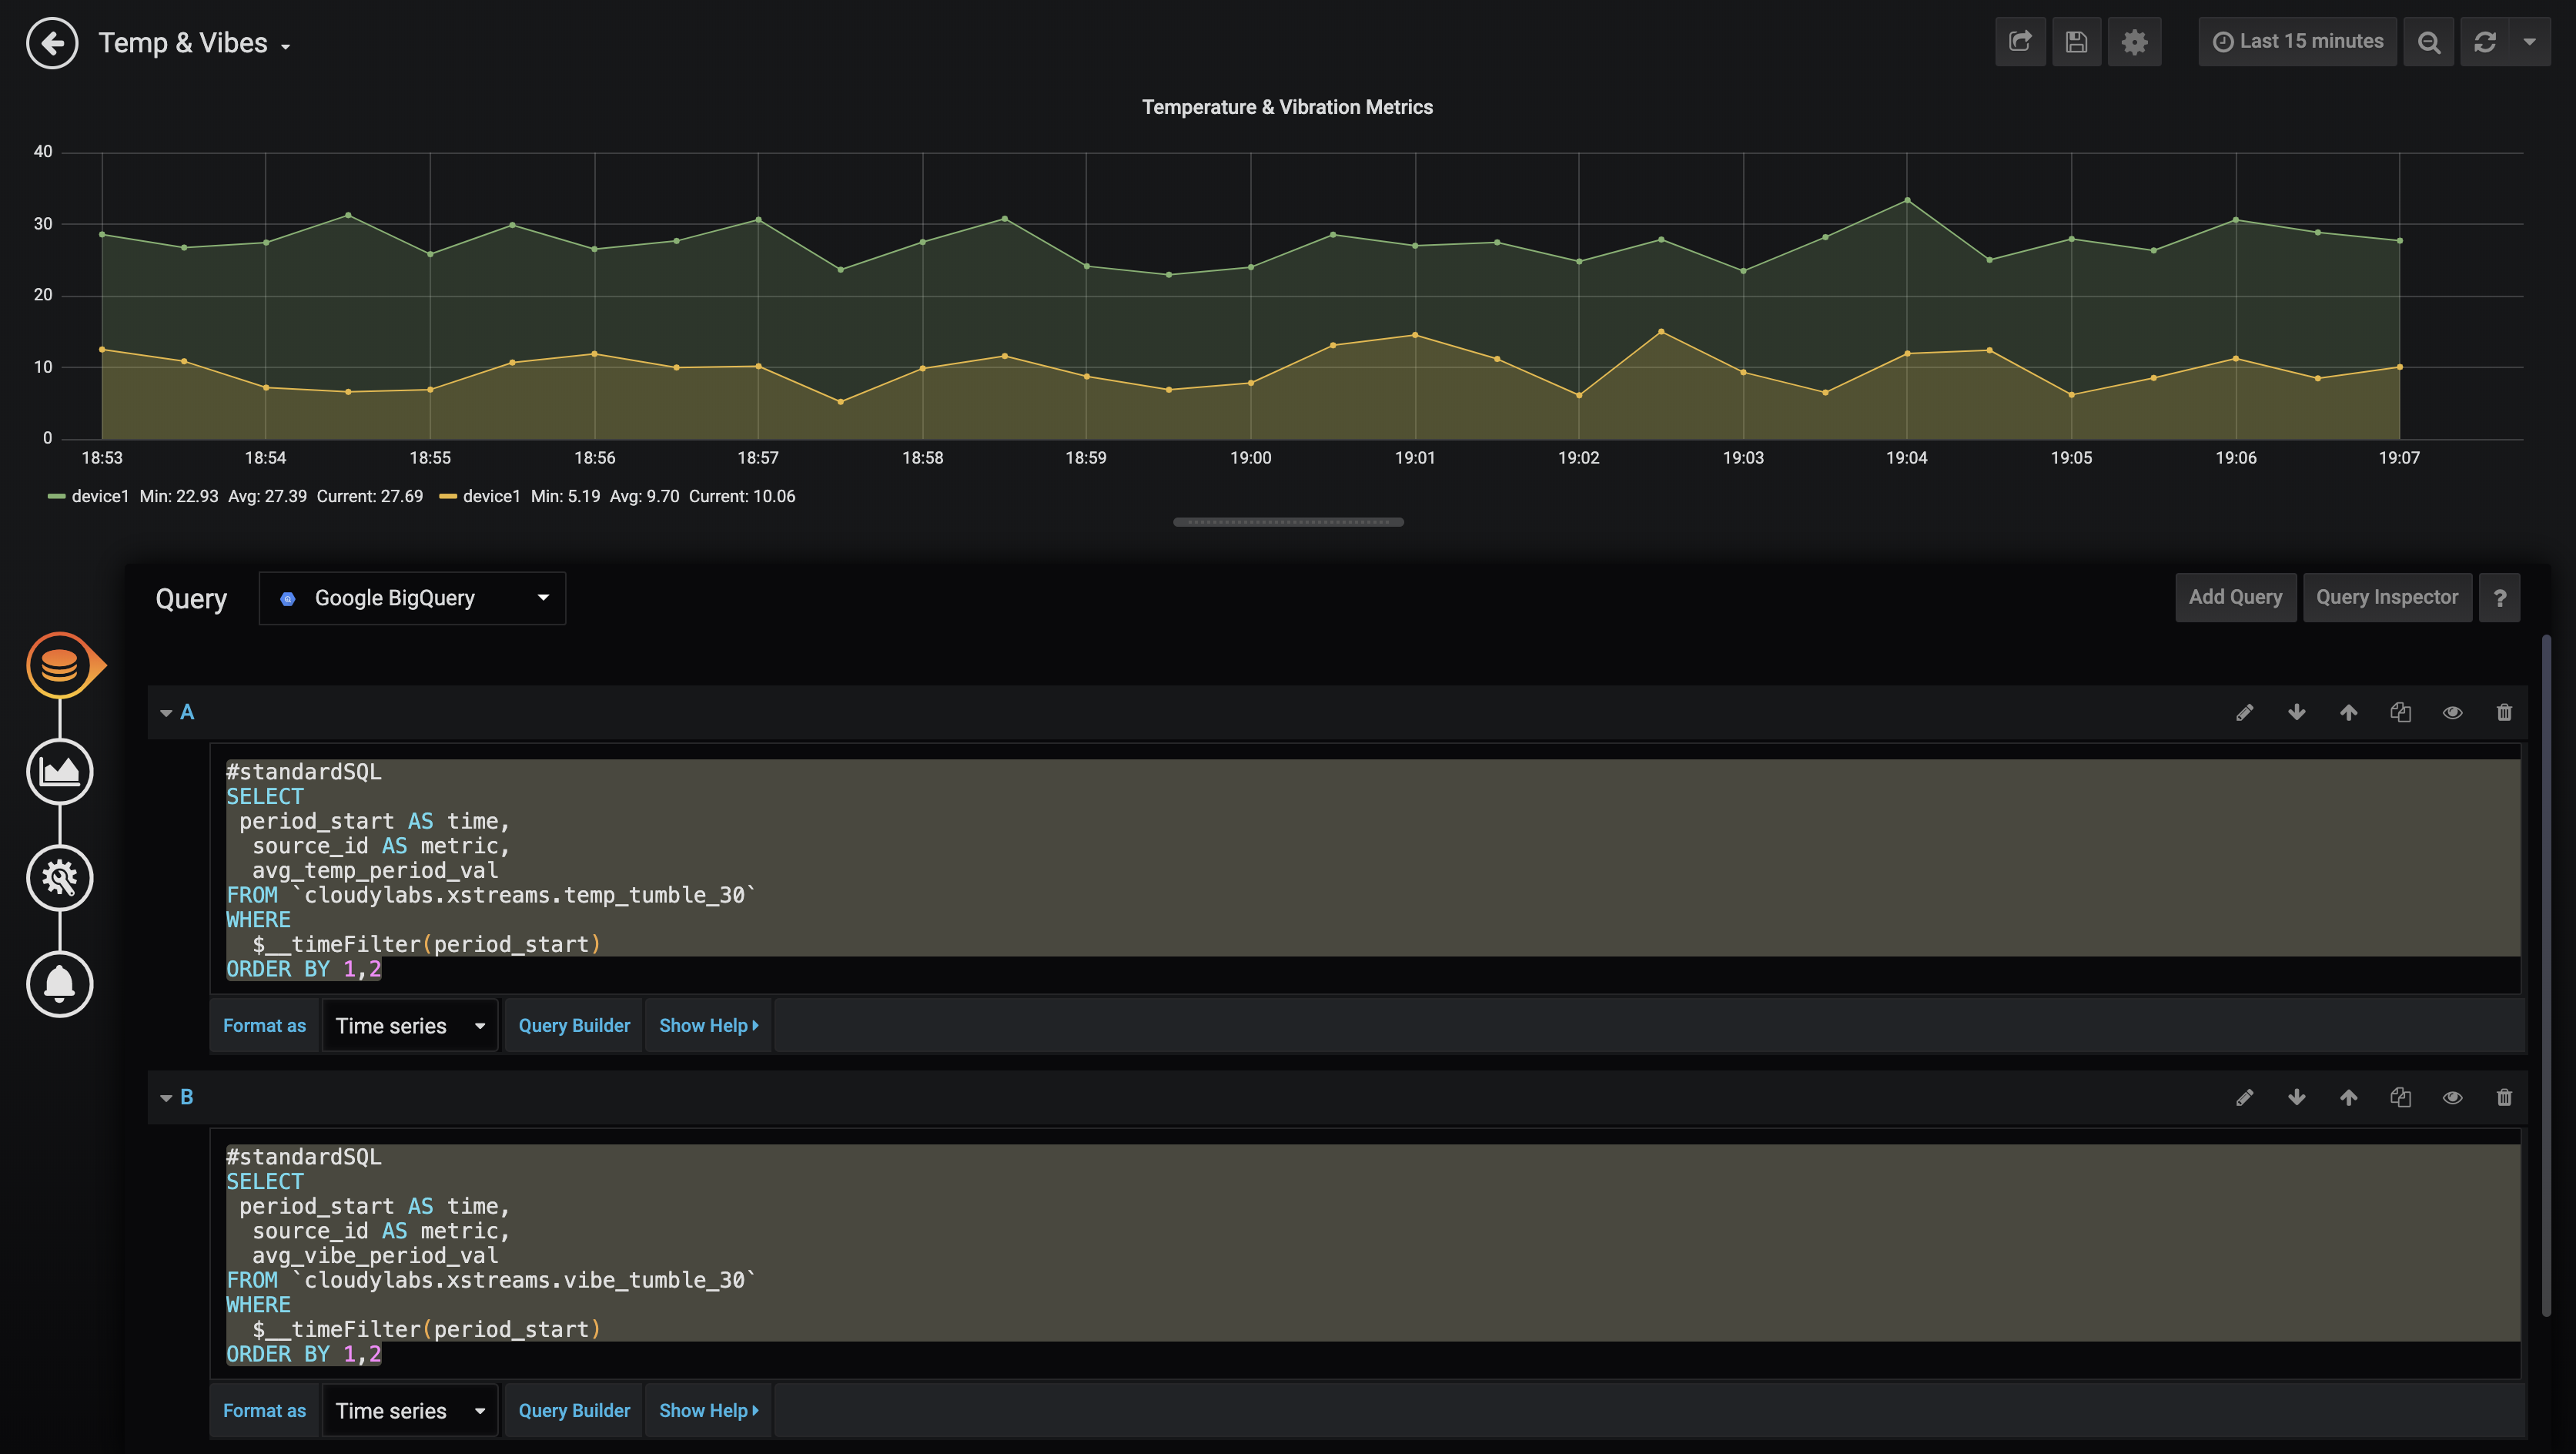 Temp & Vibes
Last 15 minutes
Temperature & Vibration Metrics
40
30
20
10
0
18:53 18:54 18:55 18:56 18:57 18:58 18:59 19:00 19:01 19:02 19:03 19:04 19:05 19:06 19:07
device1 Min: 22.93 Avg: 27.39 Current: 27.69 device1 Min: 5.19 Avg: 9.70 Current: 10.06
Query Google BigQuery Add Query Query Inspector ?
A
#standardSQL
SELECT
 period_start AS time,
  source_id AS metric,
  avg_temp_period_val
FROM `cloudylabs.xstreams.temp_tumble_30`
WHERE
  $__timeFilter(period_start)
ORDER BY 1,2
Format as Time series Query Builder Show Help
B
#standardSQL
SELECT
 period_start AS time,
  source_id AS metric,
  avg_vibe_period_val
FROM `cloudylabs.xstreams.vibe_tumble_30`
WHERE
  $__timeFilter(period_start)
ORDER BY 1,2
Format as Time series Query Builder Show Help